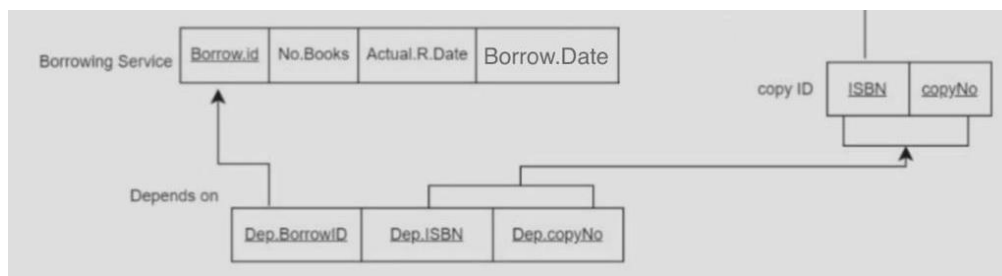 Borrowing Service Borrow.id No.Books Actual.R.Date Borrow.Date
copy ID ISBN copyNo
Depends on
Dep.BorrowID Dep.ISBN Dep.copyNo